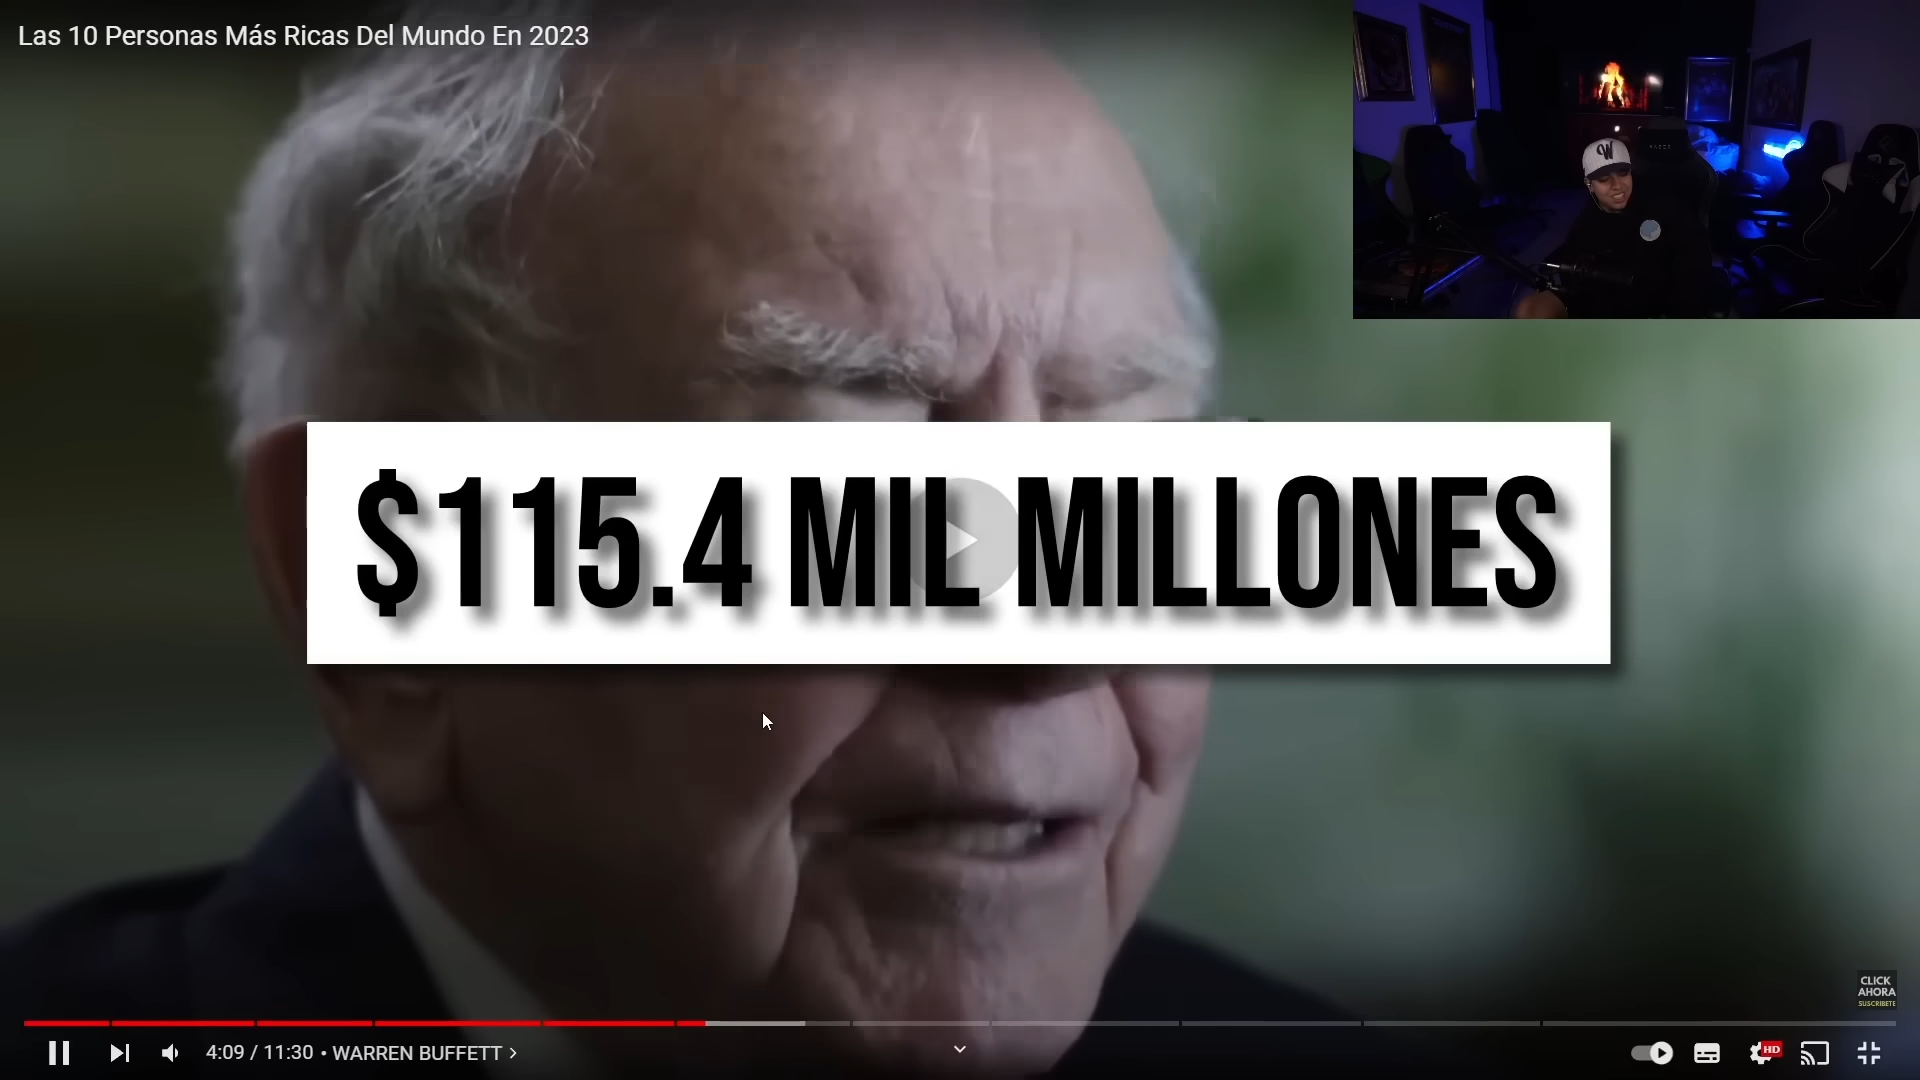 Las 10 Personas Más Ricas Del Mundo En 2023
W
$115.4 MIL MILLONES
CLICK
AHORA
SUSCRIBETE
4:09 / 11:30 • WARREN BUFFETT
HD